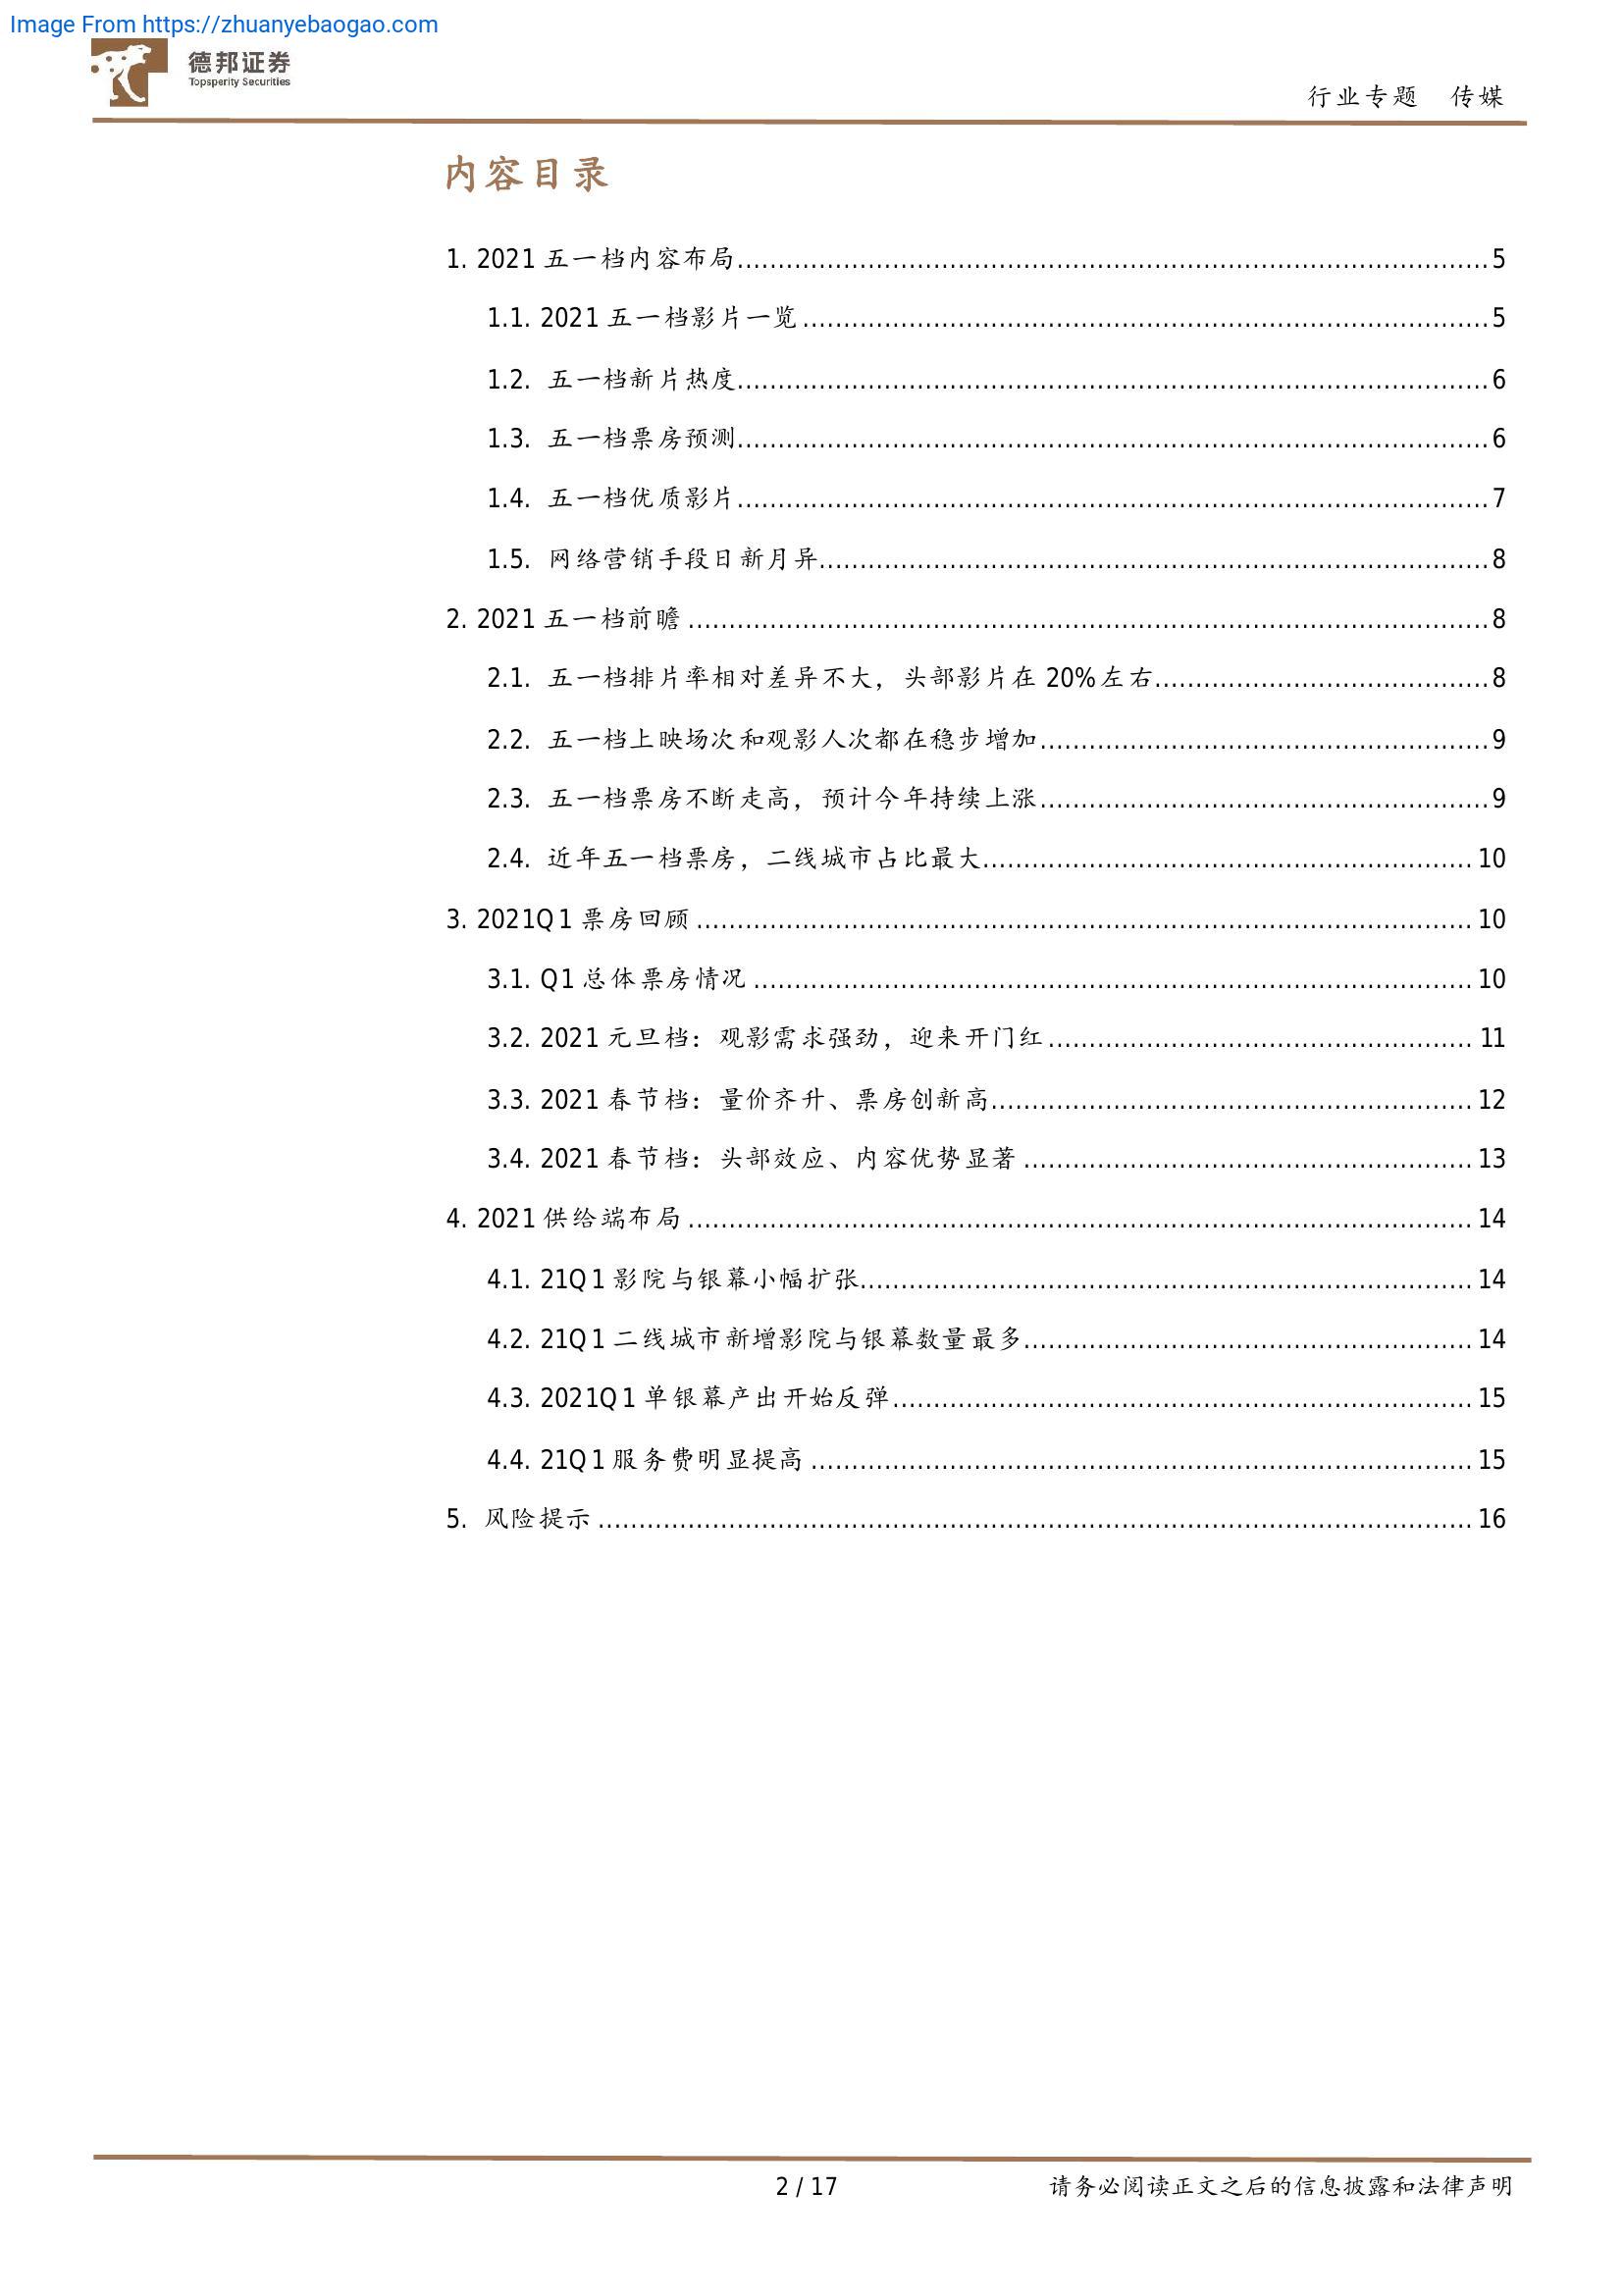 Image From https://zhuanyebaogao.com
德邦证券
Topsperity Securities
行业专题 传媒
内容目录
1. 2021 五一档内容布局 5
1.1. 2021 五一档影片一览 5
1.2. 五一档新片热度 6
1.3. 五一档票房预测 6
1.4. 五一档优质影片 7
1.5. 网络营销手段日新月异 8
2. 2021 五一档前瞻 8
2.1. 五一档排片率相对差异不大，头部影片在 20%左右 8
2.2. 五一档上映场次和观影人次都在稳步增加 9
2.3. 五一档票房不断走高，预计今年持续上涨 9
2.4. 近年五一档票房，二线城市占比最大 10
3. 2021Q1 票房回顾 10
3.1. Q1 总体票房情况 10
3.2. 2021 元旦档：观影需求强劲，迎来开门红 11
3.3. 2021 春节档：量价齐升、票房创新高 12
3.4. 2021 春节档：头部效应、内容优势显著 13
4. 2021 供给端布局 14
4.1. 21Q1 影院与银幕小幅扩张 14
4.2. 21Q1 二线城市新增影院与银幕数量最多 14
4.3. 2021Q1 单银幕产出开始反弹 15
4.4. 21Q1 服务费明显提高 15
5. 风险提示 16
2 / 17 请务必阅读正文之后的信息披露和法律声明